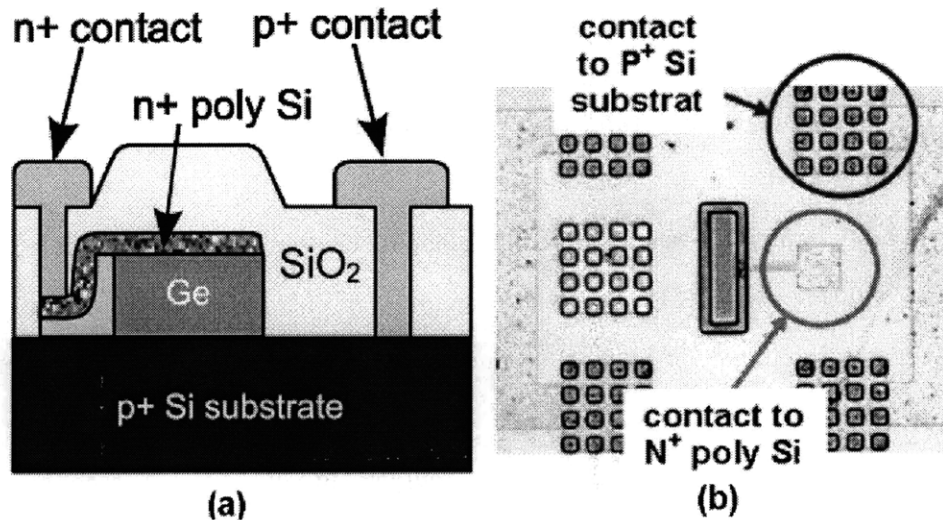 n+ contact
p+ contact
n+ poly Si
SiO2
Ge
p+ Si substrate
(a)
contact
to P+ Si
substrat
contact to
N+ poly Si
(b)